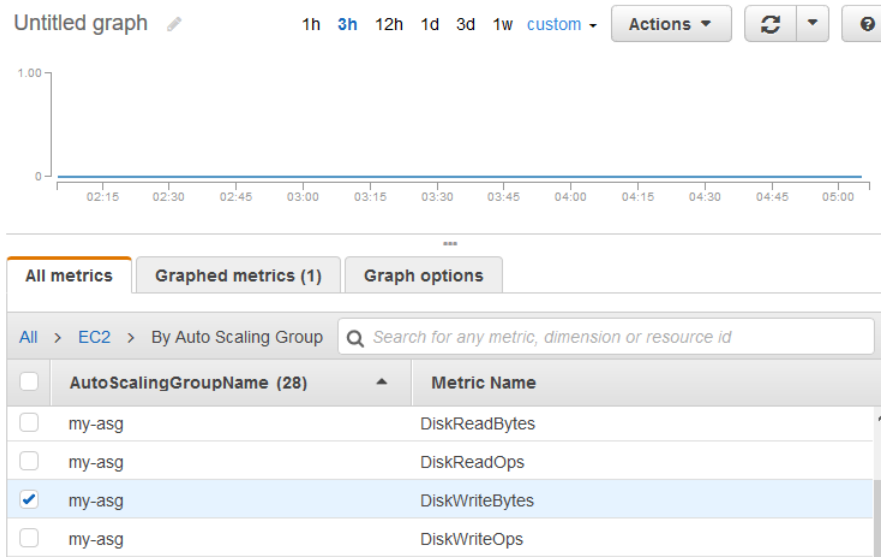 Untitled graph 1h 3h 12h 1d 3d 1w custom Actions ?
1.00
0
02:15 02:30 02:45 03:00 03:15 03:30 03:45 04:00 04:15 04:30 04:45 05:00
All metrics Graphed metrics (1) Graph options
All > EC2 > By Auto Scaling Group Search for any metric, dimension or resource id
AutoScalingGroupName (28) Metric Name
my-asg DiskReadBytes
my-asg DiskReadOps
my-asg DiskWriteBytes
my-asg DiskWriteOps